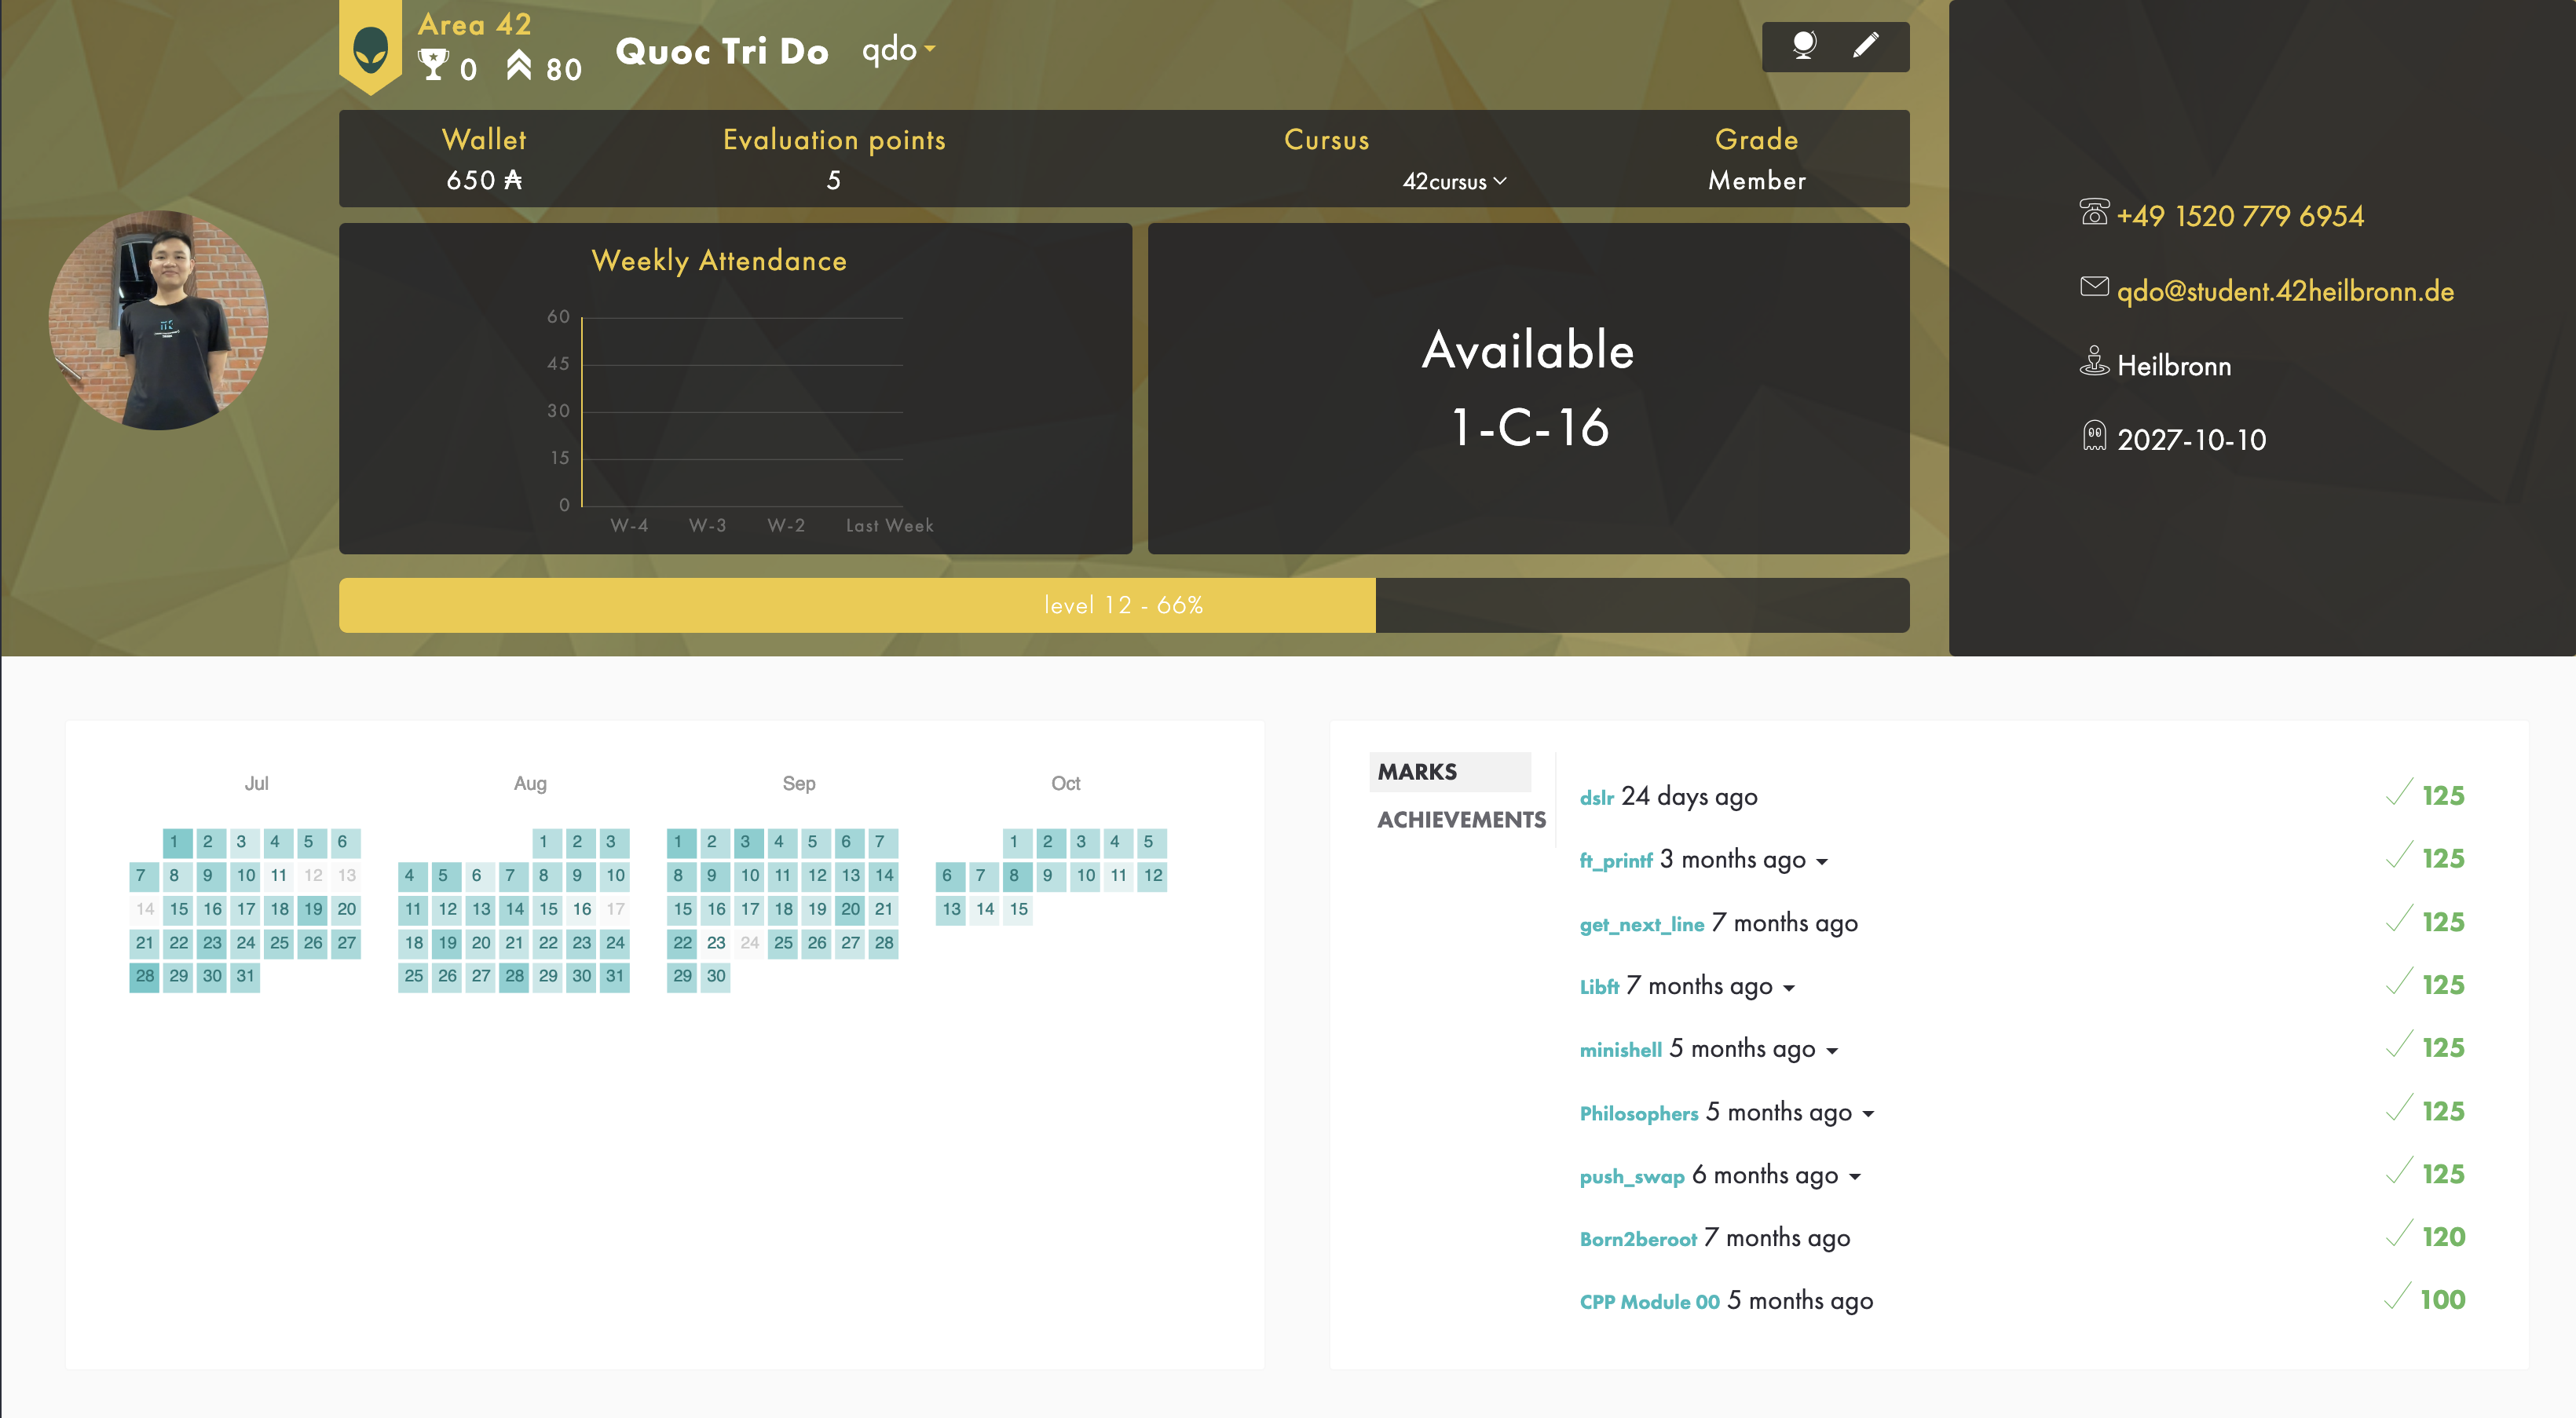 Area 42
0 80
Quoc Tri Do qdo
Wallet
650 ₳
Evaluation points
5
Cursus
42cursus
Grade
Member
Weekly Attendance
60
45
30
15
0
W-4 W-3 W-2 Last Week
Available
1-C-16
level 12 - 66%
+49 1520 779 6954
qdo@student.42heilbronn.de
Heilbronn
2027-10-10
Jul
1 2 3 4 5 6
7 8 9 10 11 12 13
14 15 16 17 18 19 20
21 22 23 24 25 26 27
28 29 30 31
Aug
1 2 3
4 5 6 7 8 9 10
11 12 13 14 15 16 17
18 19 20 21 22 23 24
25 26 27 28 29 30 31
Sep
1 2 3 4 5 6 7
8 9 10 11 12 13 14
15 16 17 18 19 20 21
22 23 24 25 26 27 28
29 30
Oct
1 2 3 4 5
6 7 8 9 10 11 12
13 14 15
MARKS
ACHIEVEMENTS
dslr 24 days ago 125
ft_printf 3 months ago 125
get_next_line 7 months ago 125
Libft 7 months ago 125
minishell 5 months ago 125
Philosophers 5 months ago 125
push_swap 6 months ago 125
Born2beroot 7 months ago 120
CPP Module 00 5 months ago 100